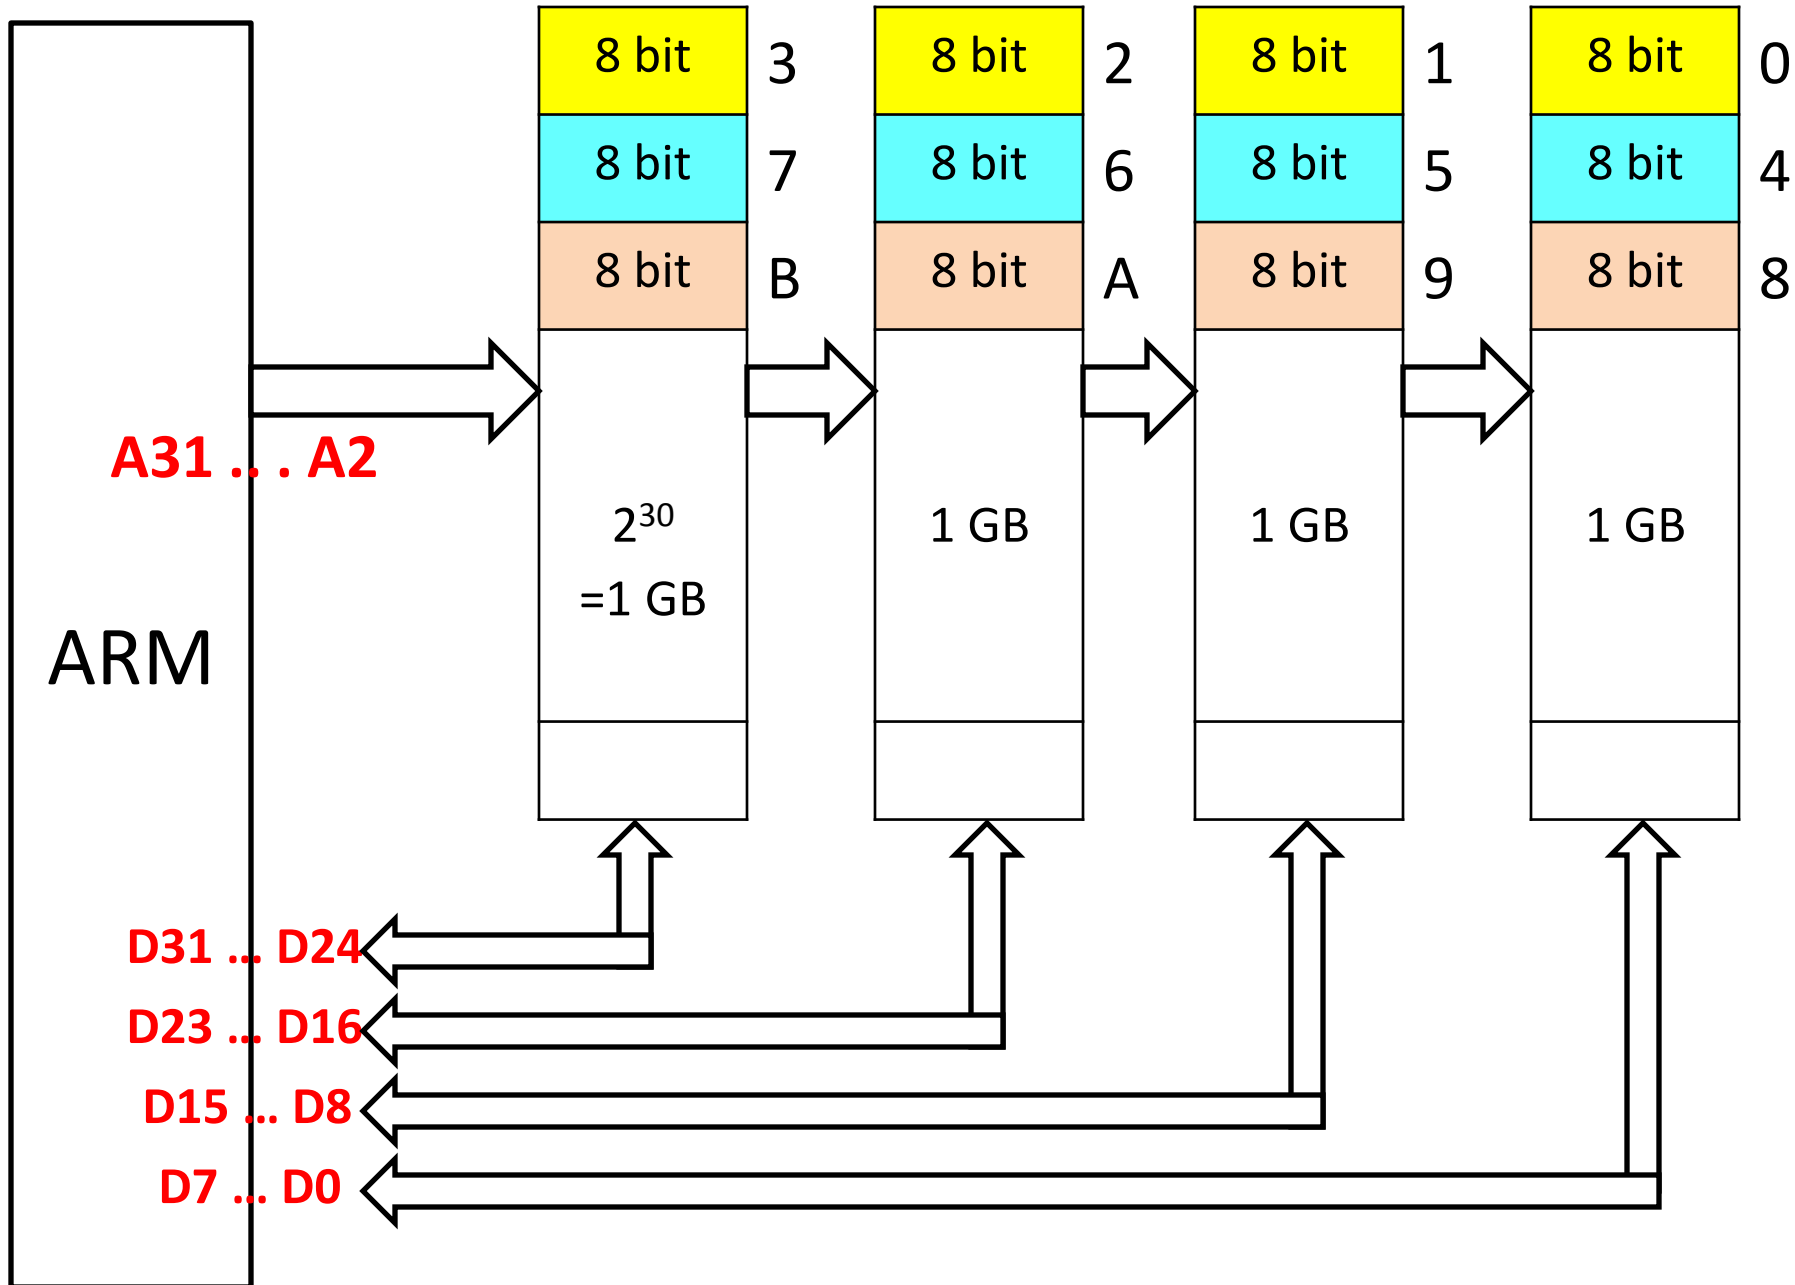 8 bit 3 8 bit 2 8 bit 1 8 bit 0
8 bit 7 8 bit 6 8 bit 5 8 bit 4
8 bit B 8 bit A 8 bit 9 8 bit 8
A31 . . . A2
2³⁰ 1 GB 1 GB 1 GB
=1 GB
ARM
D31 ... D24
D23 ... D16
D15 ... D8
D7 ... D0